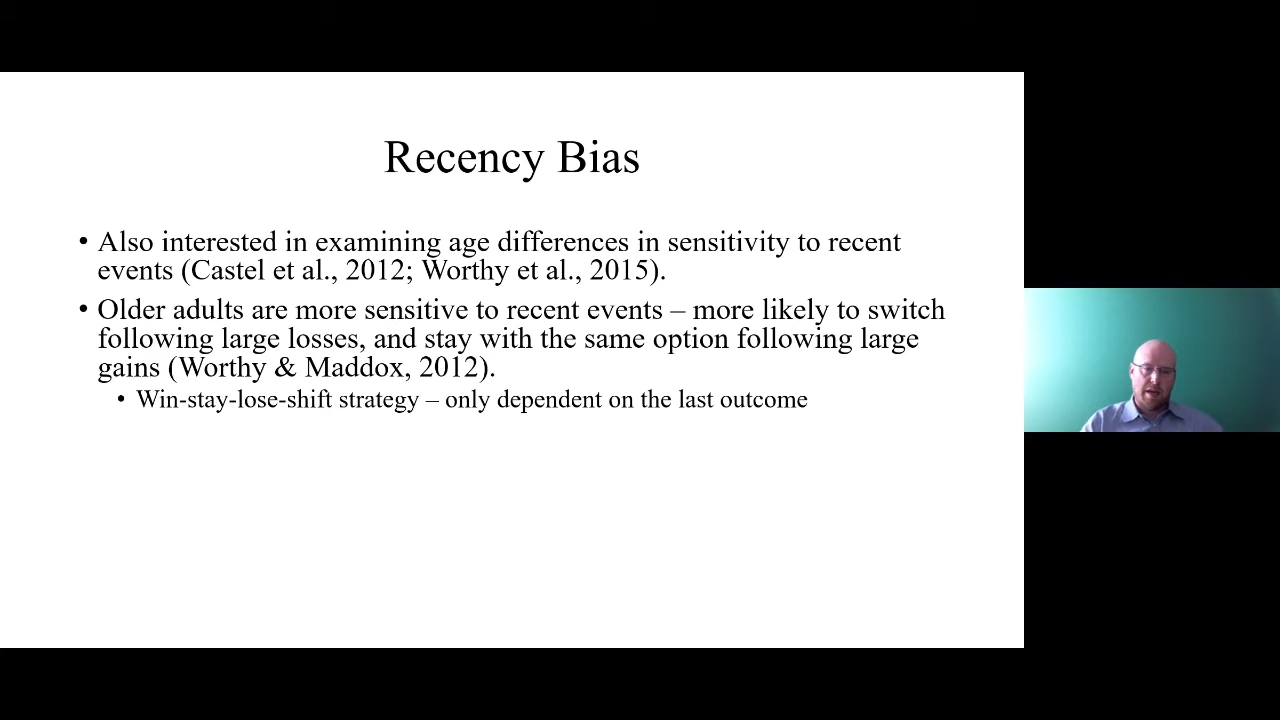 Recency Bias
• Also interested in examining age differences in sensitivity to recent
events (Castel et al., 2012; Worthy et al., 2015).
• Older adults are more sensitive to recent events – more likely to switch
following large losses, and stay with the same option following large
gains (Worthy & Maddox, 2012).
• Win-stay-lose-shift strategy – only dependent on the last outcome